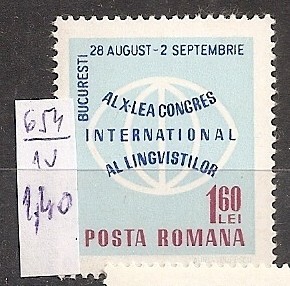 28 AUGUST-2 SEPTEMBRIE
BUCURESTI
AL X-LEA CONGRES
INTERNATIONAL
AL LINGVISTILOR
1.60
LEI
POSTA ROMANA
654
1V
1,40